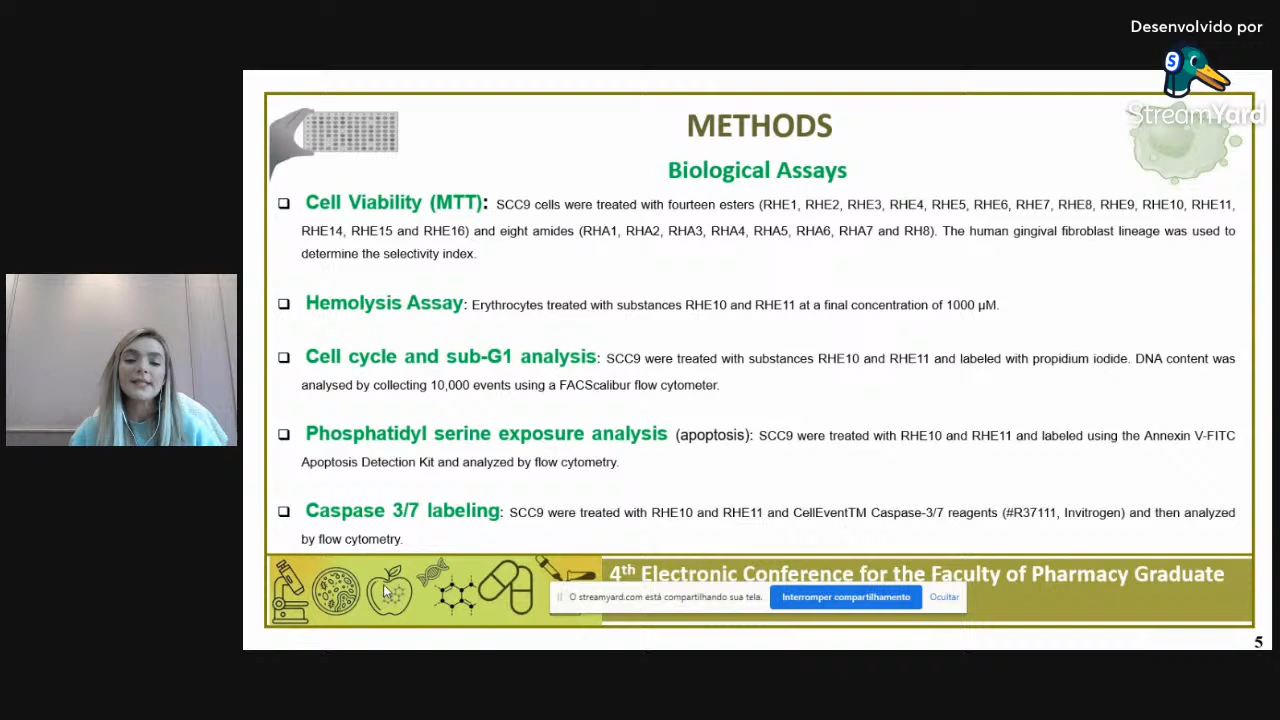 Desenvolvido por
S
StreamYard
METHODS
Biological Assays
Cell Viability (MTT): SCC9 cells were treated with fourteen esters (RHE1, RHE2, RHE3, RHE4, RHE5, RHE6, RHE7, RHE8, RHE9, RHE10, RHE11,
RHE14, RHE15 and RHE16) and eight amides (RHA1, RHA2, RHA3, RHA4, RHA5, RHA6, RHA7 and RH8). The human gingival fibroblast lineage was used to
determine the selectivity index.
Hemolysis Assay: Erythrocytes treated with substances RHE10 and RHE11 at a final concentration of 1000 µM.
Cell cycle and sub-G1 analysis: SCC9 were treated with substances RHE10 and RHE11 and labeled with propidium iodide. DNA content was
analysed by collecting 10,000 events using a FACScalibur flow cytometer.
Phosphatidyl serine exposure analysis (apoptosis): SCC9 were treated with RHE10 and RHE11 and labeled using the Annexin V-FITC
Apoptosis Detection Kit and analyzed by flow cytometry.
Caspase 3/7 labeling: SCC9 were treated with RHE10 and RHE11 and CellEventTM Caspase-3/7 reagents (#R37111, Invitrogen) and then analyzed
by flow cytometry.
4th Electronic Conference for the Faculty of Pharmacy Graduate
O streamyard.com está compartilhando sua tela. Interromper compartilhamento Ocultar
5